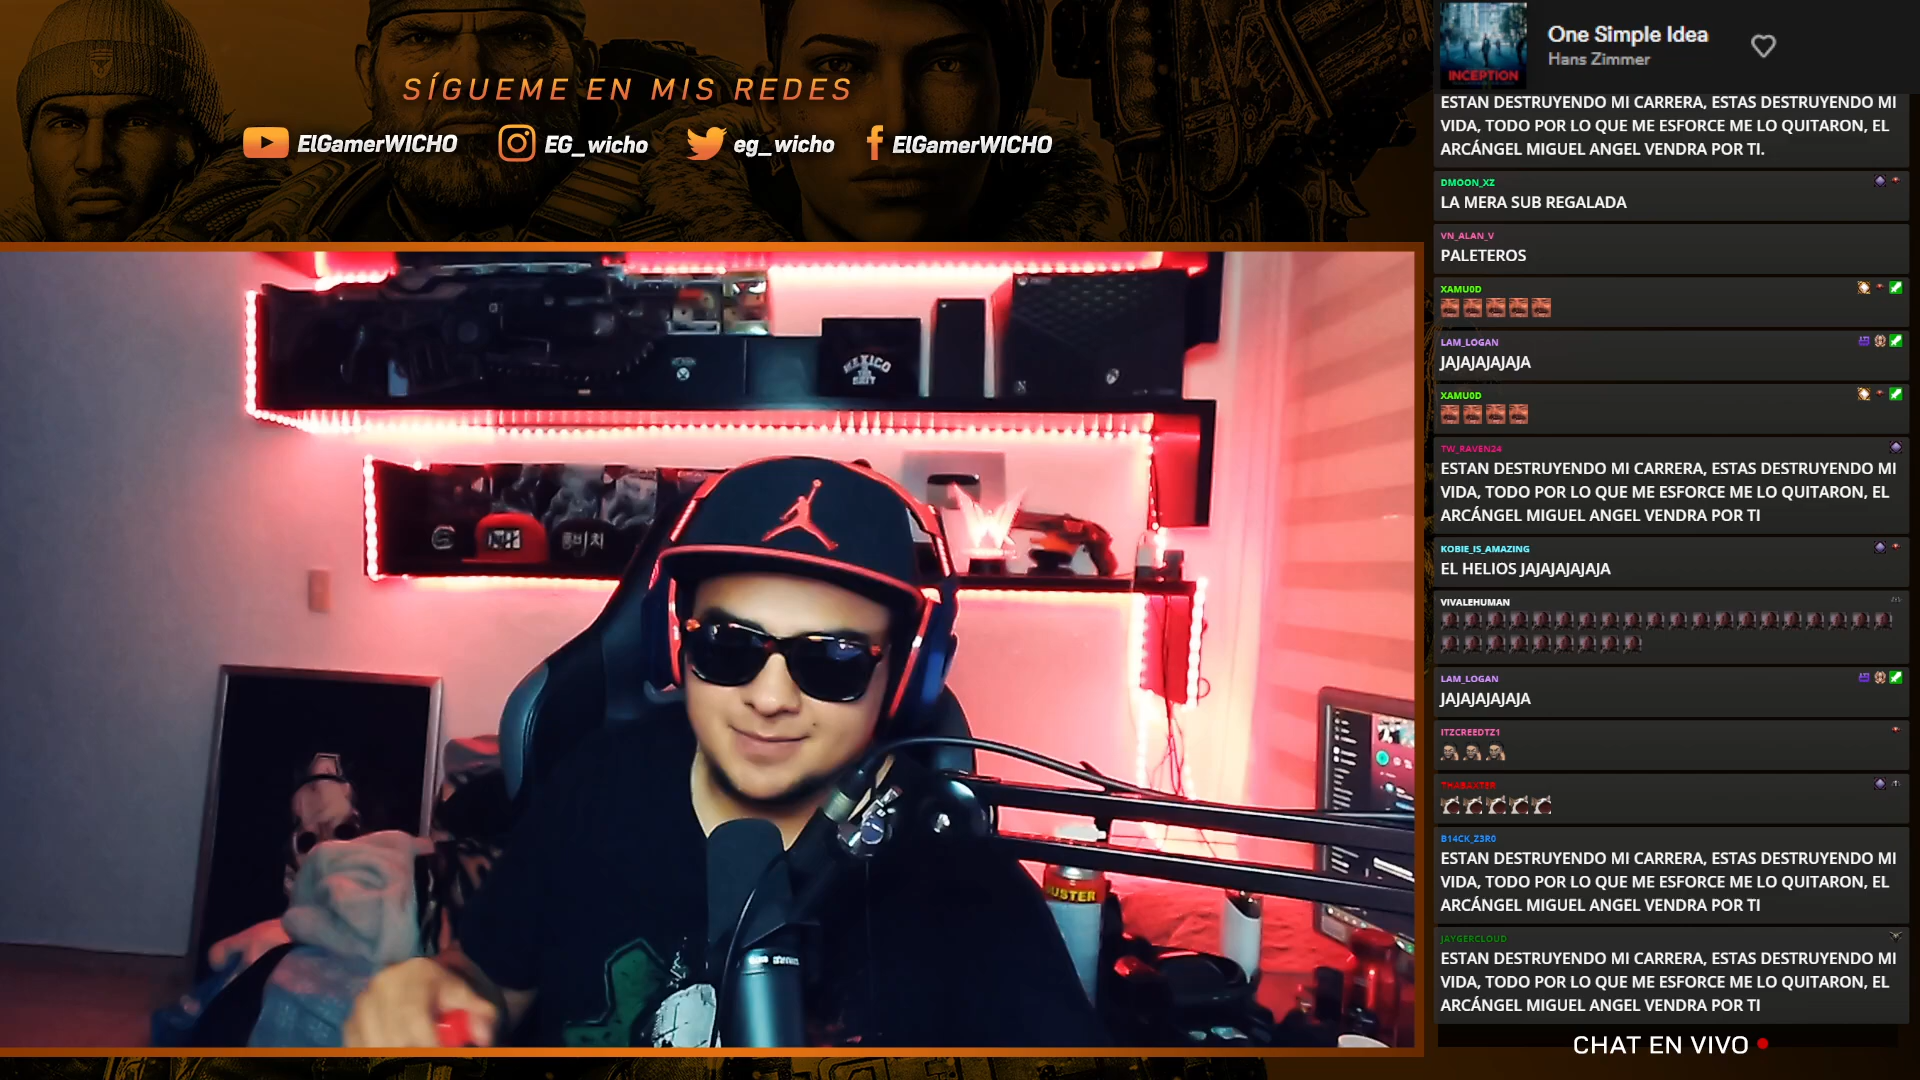 SÍGUEME EN MIS REDES
ElGamerWICHO
EG_wicho
eg_wicho
ElGamerWICHO
MEXICO
IS THE
SHIT
USTER
One Simple Idea
Hans Zimmer
INCEPTION
ESTAN DESTRUYENDO MI CARRERA, ESTAS DESTRUYENDO MI
VIDA, TODO POR LO QUE ME ESFORCE ME LO QUITARON, EL
ARCÁNGEL MIGUEL ANGEL VENDRA POR TI.
DMOON_XZ
LA MERA SUB REGALADA
VN_ALAN_V
PALETEROS
XAMU0D
LAM_LOGAN
JAJAJAJAJAJA
XAMU0D
TW_RAVEN24
ESTAN DESTRUYENDO MI CARRERA, ESTAS DESTRUYENDO MI
VIDA, TODO POR LO QUE ME ESFORCE ME LO QUITARON, EL
ARCÁNGEL MIGUEL ANGEL VENDRA POR TI
KOBIE_IS_AMAZING
EL HELIOS JAJAJAJAJAJA
VIVALEHUMAN
LAM_LOGAN
JAJAJAJAJAJA
ITZCREEDTZ1
THABAXTER
B14CK_Z3R0
ESTAN DESTRUYENDO MI CARRERA, ESTAS DESTRUYENDO MI
VIDA, TODO POR LO QUE ME ESFORCE ME LO QUITARON, EL
ARCÁNGEL MIGUEL ANGEL VENDRA POR TI
JAYGERCLOUD
ESTAN DESTRUYENDO MI CARRERA, ESTAS DESTRUYENDO MI
VIDA, TODO POR LO QUE ME ESFORCE ME LO QUITARON, EL
ARCÁNGEL MIGUEL ANGEL VENDRA POR TI
CHAT EN VIVO